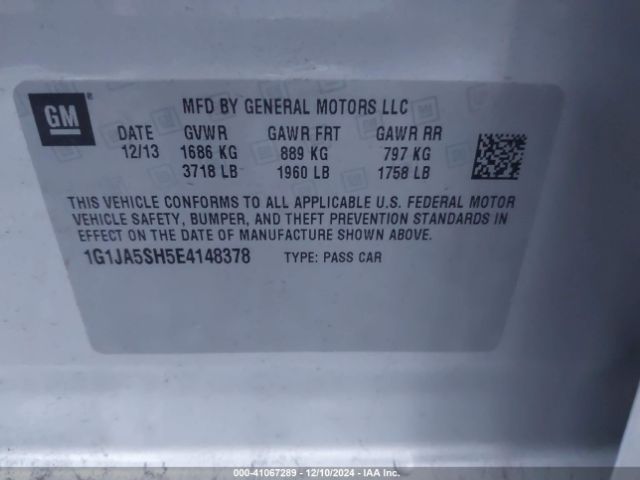 GM ®
MFD BY GENERAL MOTORS LLC
DATE GVWR GAWR FRT GAWR RR
12/13 1686 KG 889 KG 797 KG
3718 LB 1960 LB 1758 LB
THIS VEHICLE CONFORMS TO ALL APPLICABLE U.S. FEDERAL MOTOR
VEHICLE SAFETY, BUMPER, AND THEFT PREVENTION STANDARDS IN
EFFECT ON THE DATE OF MANUFACTURE SHOWN ABOVE.
1G1JA5SH5E4148378 TYPE: PASS CAR
000-41067289 - 12/10/2024 - IAA Inc.